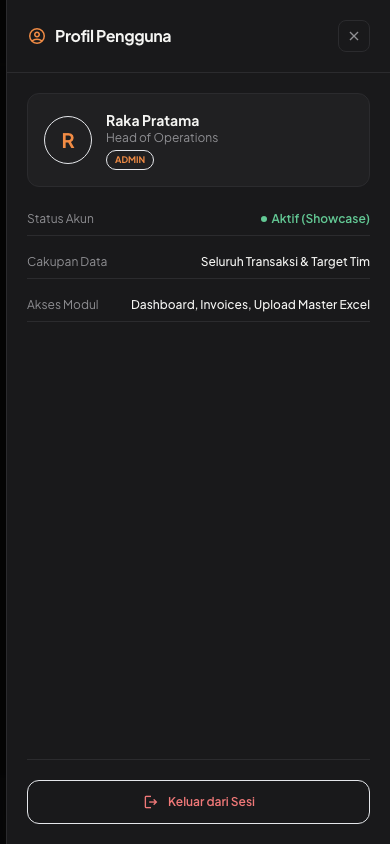 Profil Pengguna
R
Raka Pratama
Head of Operations
ADMIN
Status Akun
Aktif (Showcase)
Cakupan Data
Seluruh Transaksi & Target Tim
Akses Modul
Dashboard, Invoices, Upload Master Excel
Keluar dari Sesi